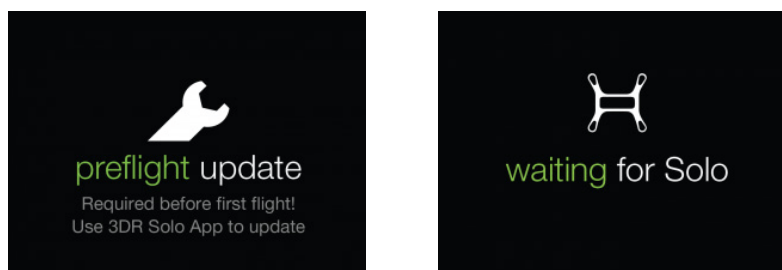 preflight update
Required before first flight!
Use 3DR Solo App to update
waiting for Solo